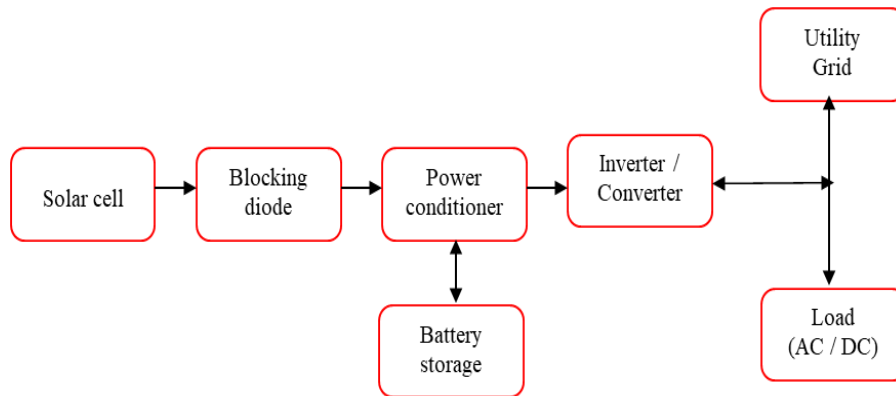 Utility
Grid
Solar cell
Blocking
diode
Power
conditioner
Inverter /
Converter
Battery
storage
Load
(AC / DC)